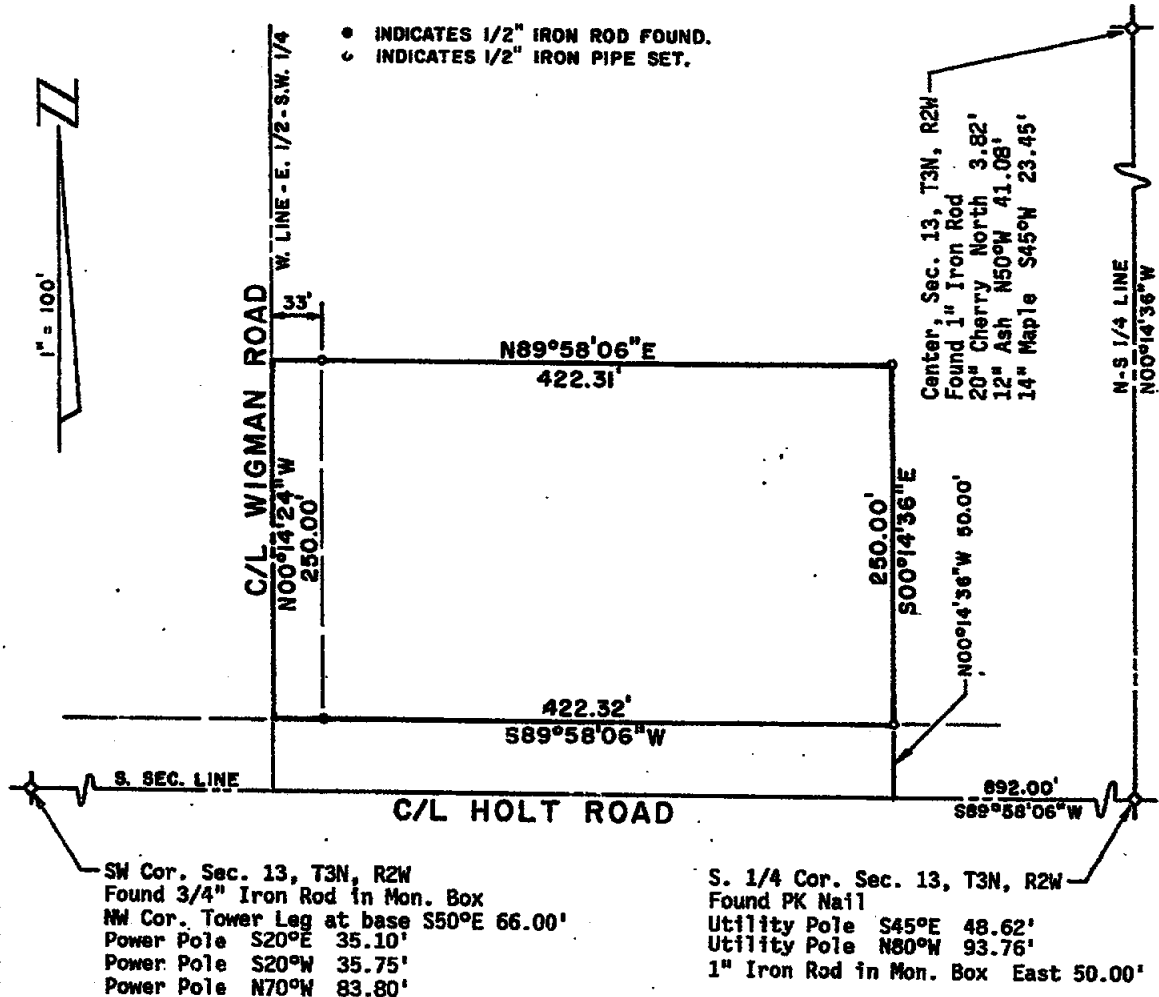 ● INDICATES 1/2" IRON ROD FOUND.
○ INDICATES 1/2" IRON PIPE SET.
1" = 100'
W. LINE - E. 1/2 - S.W. 1/4
33'
C/L WIGMAN ROAD
N00°14'24"W
250.00'
N89°58'06"E
422.31'
250.00'
S00°14'36"E
N00°14'36"W 50.00'
422.32'
S89°58'06"W
Center, Sec. 13, T3N, R2W
Found 1" Iron Rod
20" Cherry North 3.82'
12" Ash N50°W 41.08'
14" Maple S45°W 23.45'
N-S 1/4 LINE
N00°14'36"W
S. SEC. LINE
C/L HOLT ROAD
892.00'
S89°58'06"W
SW Cor. Sec. 13, T3N, R2W
Found 3/4" Iron Rod in Mon. Box
NW Cor. Tower Leg at base S50°E 66.00'
Power Pole S20°E 35.10'
Power Pole S20°W 35.75'
Power Pole N70°W 83.80'
S. 1/4 Cor. Sec. 13, T3N, R2W
Found PK Nail
Utility Pole S45°E 48.62'
Utility Pole N80°W 93.76'
1" Iron Rod in Mon. Box East 50.00'